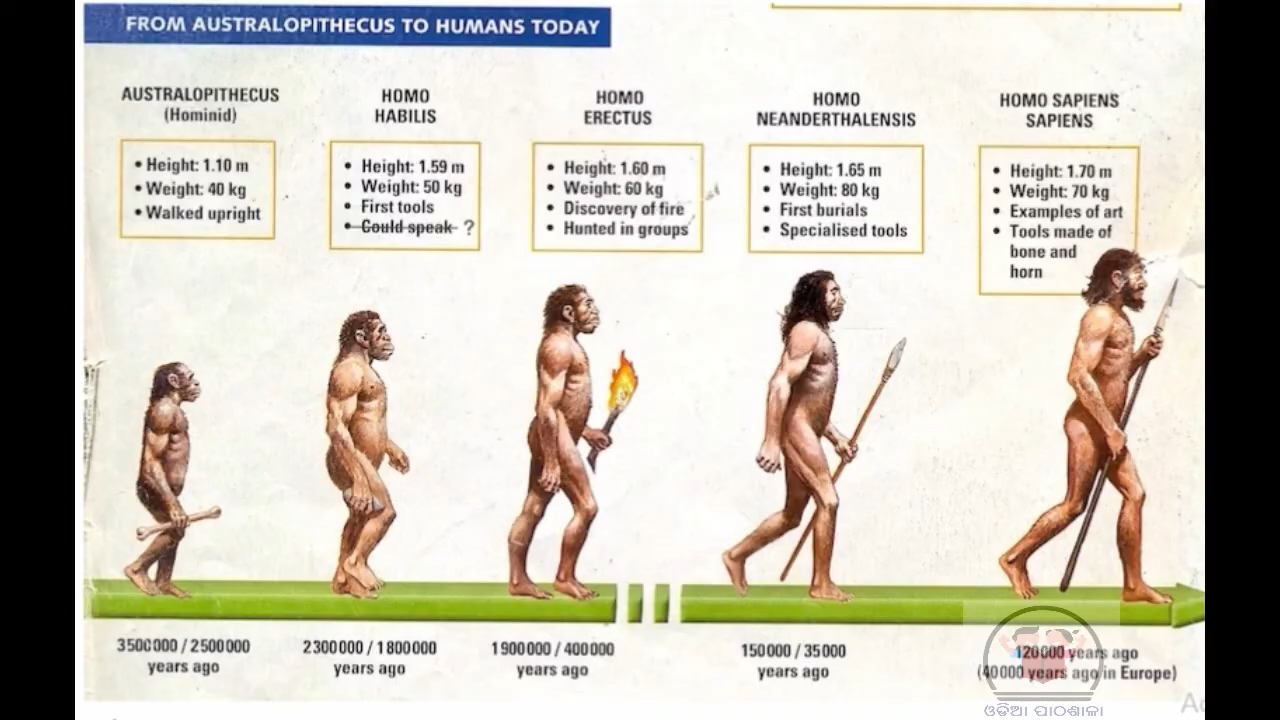 FROM AUSTRALOPITHECUS TO HUMANS TODAY
AUSTRALOPITHECUS
(Hominid)
• Height: 1.10 m
• Weight: 40 kg
• Walked upright
3500000 / 2500000
years ago
HOMO
HABILIS
• Height: 1.59 m
• Weight: 50 kg
• First tools
• Could speak ?
2300000 / 1800000
years ago
HOMO
ERECTUS
• Height: 1.60 m
• Weight: 60 kg
• Discovery of fire
• Hunted in groups
1900000 / 400000
years ago
HOMO
NEANDERTHALENSIS
• Height: 1.65 m
• Weight: 80 kg
• First burials
• Specialised tools
150000 / 35000
years ago
HOMO SAPIENS
SAPIENS
• Height: 1.70 m
• Weight: 70 kg
• Examples of art
• Tools made of
bone and
horn
120000 years ago
(40000 years ago in Europe)
ଓଡ଼ିଆ ପାଠଶାଳା